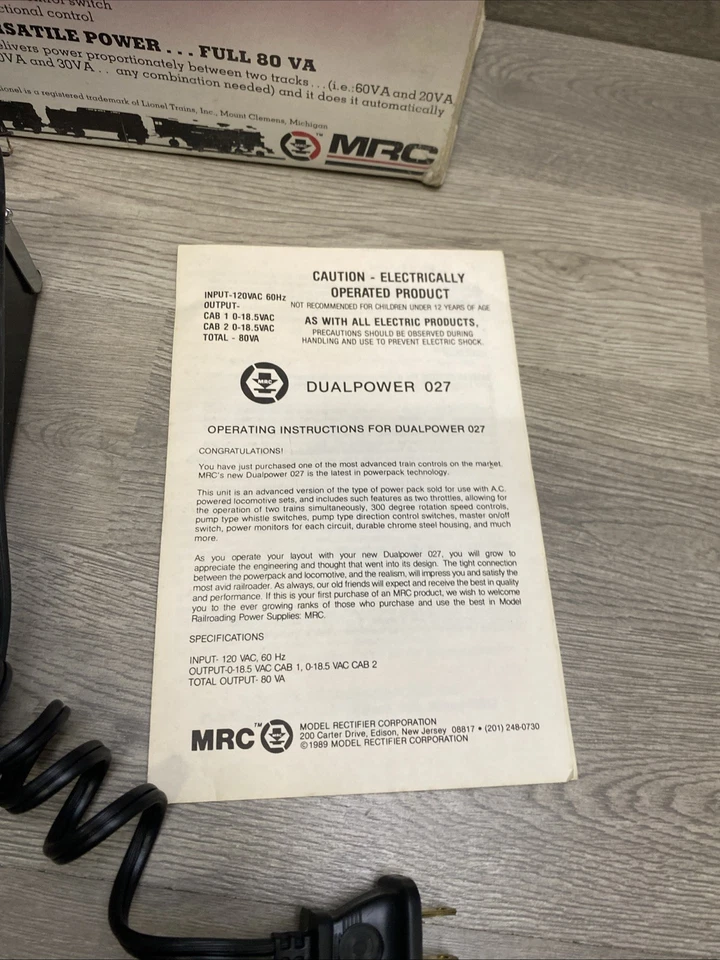 switch
ctional control
SATILE POWER . . . FULL 80 VA
elivers power proportionately between two tracks . . . (i.e.:60VA and 20VA
0VA and 30VA . . any combination needed) and it does it automatically
Lionel is a registered trademark of Lionel Trains, Inc., Mount Clemens, Michigan
™ MRC
CAUTION - ELECTRICALLY
OPERATED PRODUCT
NOT RECOMMENDED FOR CHILDREN UNDER 12 YEARS OF AGE
AS WITH ALL ELECTRIC PRODUCTS,
PRECAUTIONS SHOULD BE OBSERVED DURING
HANDLING AND USE TO PREVENT ELECTRIC SHOCK.
INPUT-120VAC 60Hz
OUTPUT-
CAB 1 0-18.5VAC
CAB 2 0-18.5VAC
TOTAL - 80VA
MRC
DUALPOWER 027
OPERATING INSTRUCTIONS FOR DUALPOWER 027
CONGRATULATIONS!
You have just purchased one of the most advanced train controls on the market.
MRC's new Dualpower 027 is the latest in powerpack technology.
This unit is an advanced version of the type of power pack sold for use with A.C.
powered locomotive sets, and includes such features as two throttles, allowing for
the operation of two trains simultaneously, 300 degree rotation speed controls,
pump type whistle switches, pump type direction control switches, master on/off
switch, power monitors for each circuit, durable chrome steel housing, and much
more.
As you operate your layout with your new Dualpower 027, you will grow to
appreciate the engineering and thought that went into its design. The tight connection
between the powerpack and locomotive, and the realism, will impress you and satisfy the
most avid railroader. As always, our old friends will expect and receive the best in quality
and performance. If this is your first purchase of an MRC product, we wish to welcome
you to the ever growing ranks of those who purchase and use the best in Model
Railroading Power Supplies: MRC.
SPECIFICATIONS
INPUT- 120 VAC, 60 Hz
OUTPUT-0-18.5 VAC CAB 1, 0-18.5 VAC CAB 2
TOTAL OUTPUT- 80 VA
MRC™
MODEL RECTIFIER CORPORATION
200 Carter Drive, Edison, New Jersey 08817 • (201) 248-0730
©1989 MODEL RECTIFIER CORPORATION